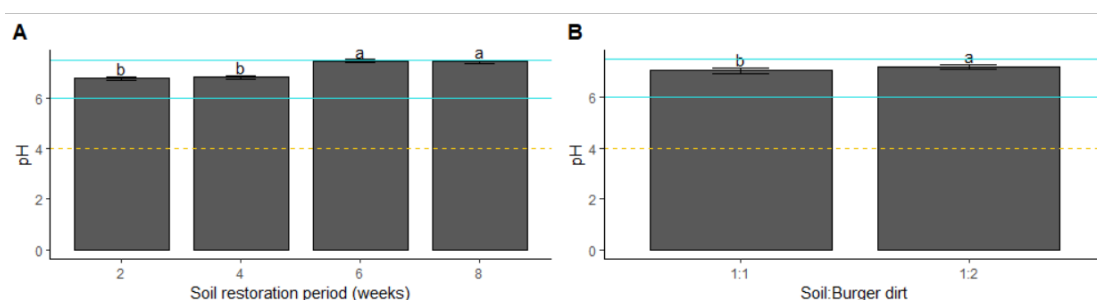 A
b b a a
6
4
2
0
pH
2 4 6 8
Soil restoration period (weeks)
B
b a
6
4
2
0
pH
1:1 1:2
Soil:Burger dirt